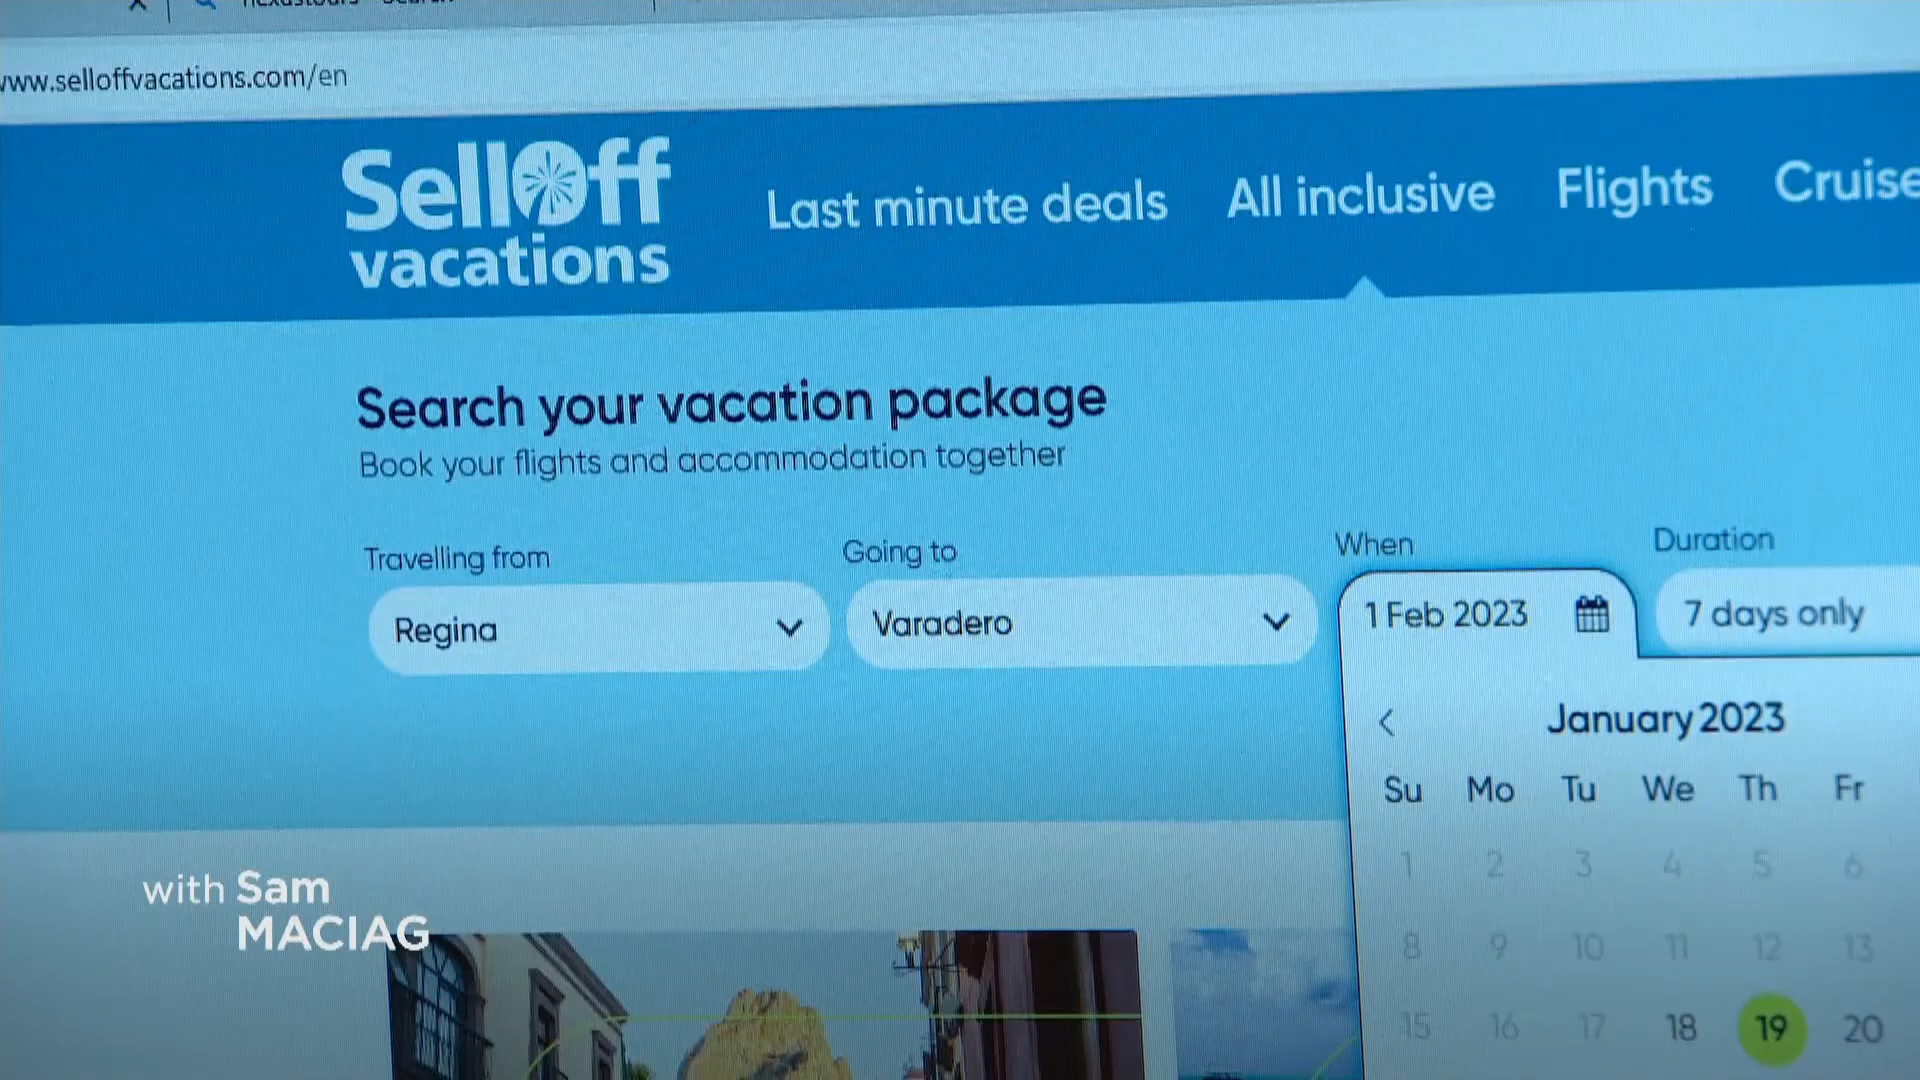 www.selloffvacations.com/en
SellOff
vacations
Last minute deals
All inclusive
Flights
Cruise
Search your vacation package
Book your flights and accommodation together
Travelling from
Going to
When
Duration
Regina
Varadero
1 Feb 2023
7 days only
January 2023
Su Mo Tu We Th Fr
1 2 3 4 5 6
8 9 10 11 12 13
15 16 17 18 19 20
with Sam
MACIAG